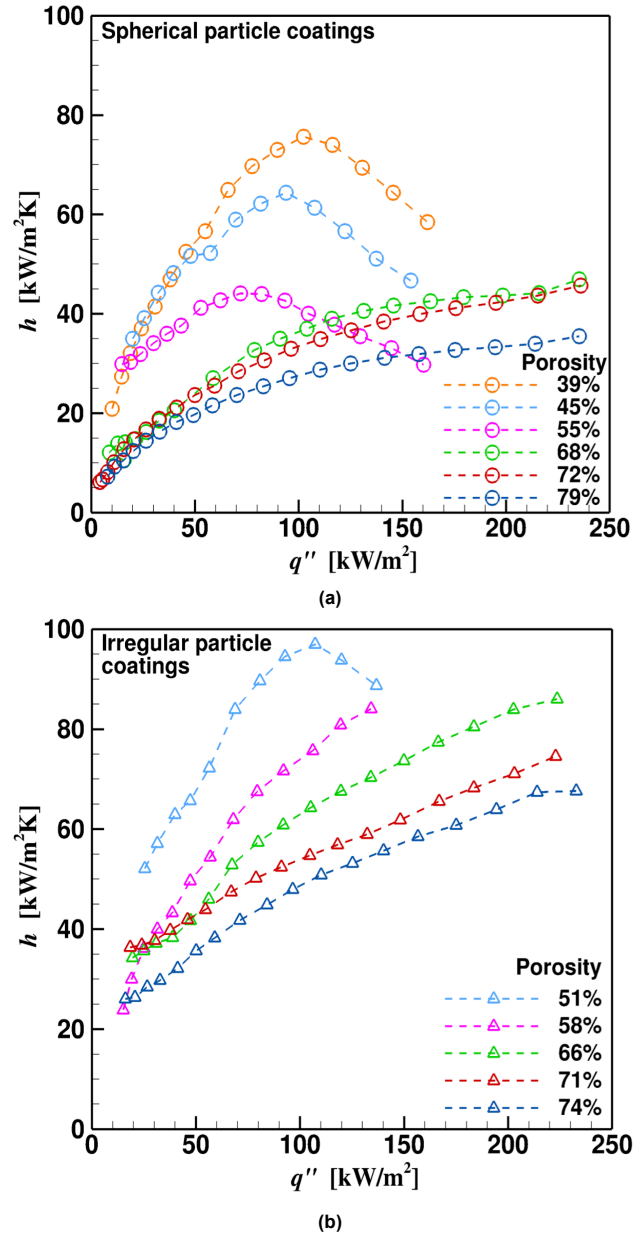 Spherical particle coatings
100
80
60
40
20
0
h [kW/m²K]
Porosity
39%
45%
55%
68%
72%
79%
0 50 100 150 200 250
q'' [kW/m²]
(a)
Irregular particle
coatings
100
80
60
40
20
0
h [kW/m²K]
Porosity
51%
58%
66%
71%
74%
0 50 100 150 200 250
q'' [kW/m²]
(b)